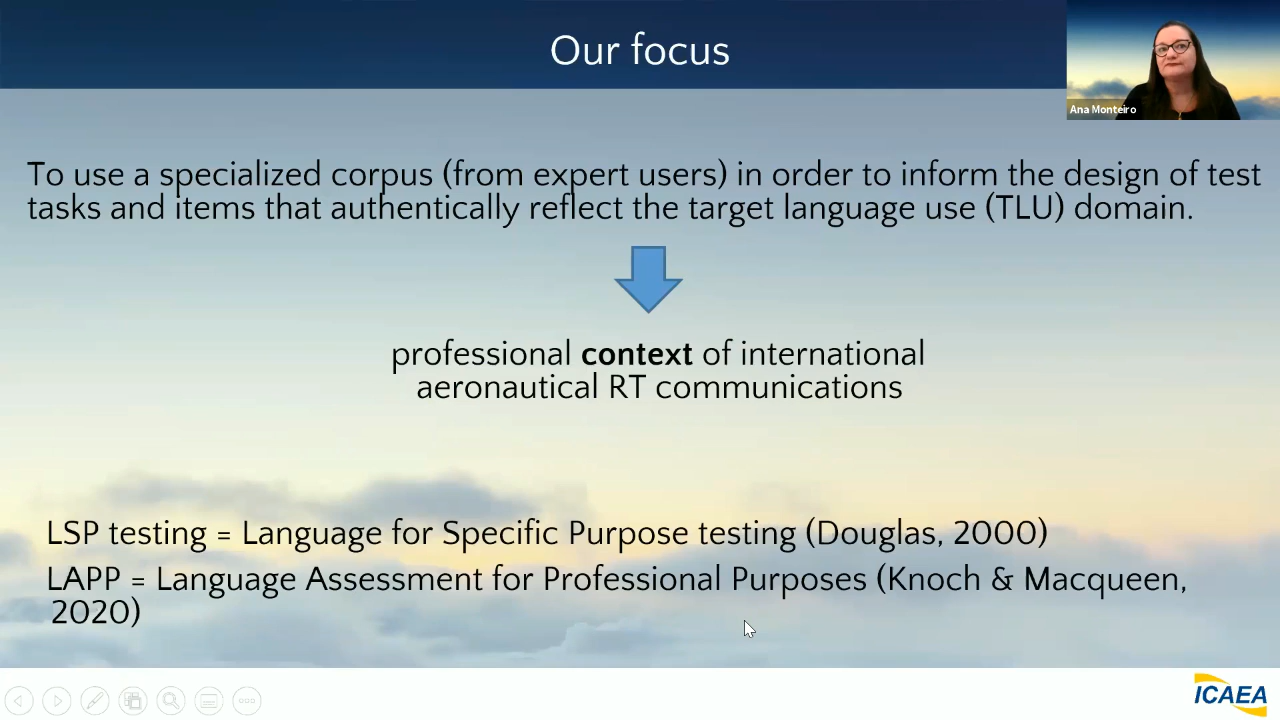 Our focus
Ana Monteiro
To use a specialized corpus (from expert users) in order to inform the design of test
tasks and items that authentically reflect the target language use (TLU) domain.
professional context of international
aeronautical RT communications
LSP testing = Language for Specific Purpose testing (Douglas, 2000)
LAPP = Language Assessment for Professional Purposes (Knoch & Macqueen,
2020)
ICAEA